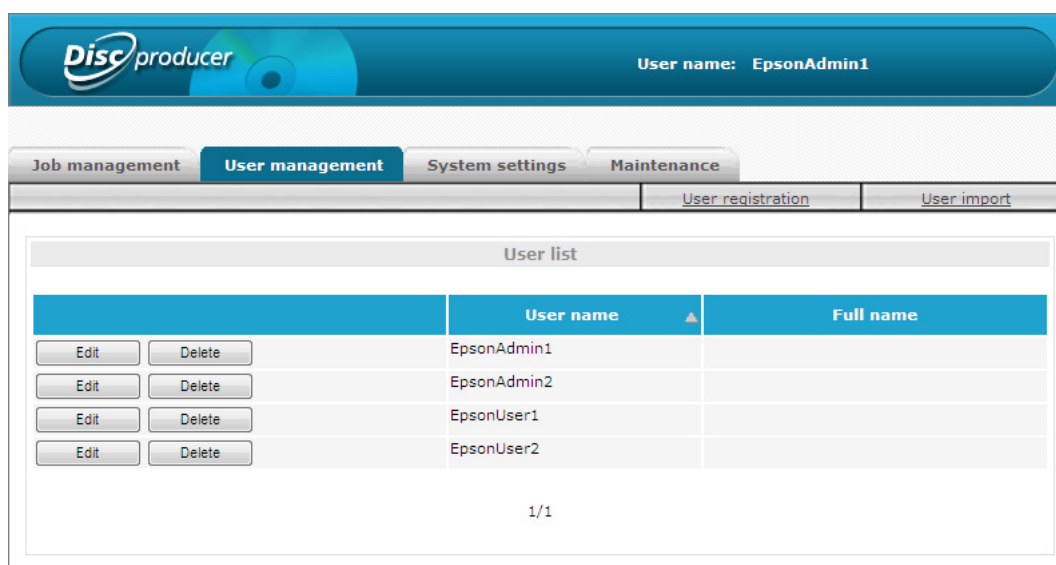 Disc producer
User name: EpsonAdmin1
Job management User management System settings Maintenance
User registration User import
User list
User name Full name
Edit Delete EpsonAdmin1
Edit Delete EpsonAdmin2
Edit Delete EpsonUser1
Edit Delete EpsonUser2
1/1